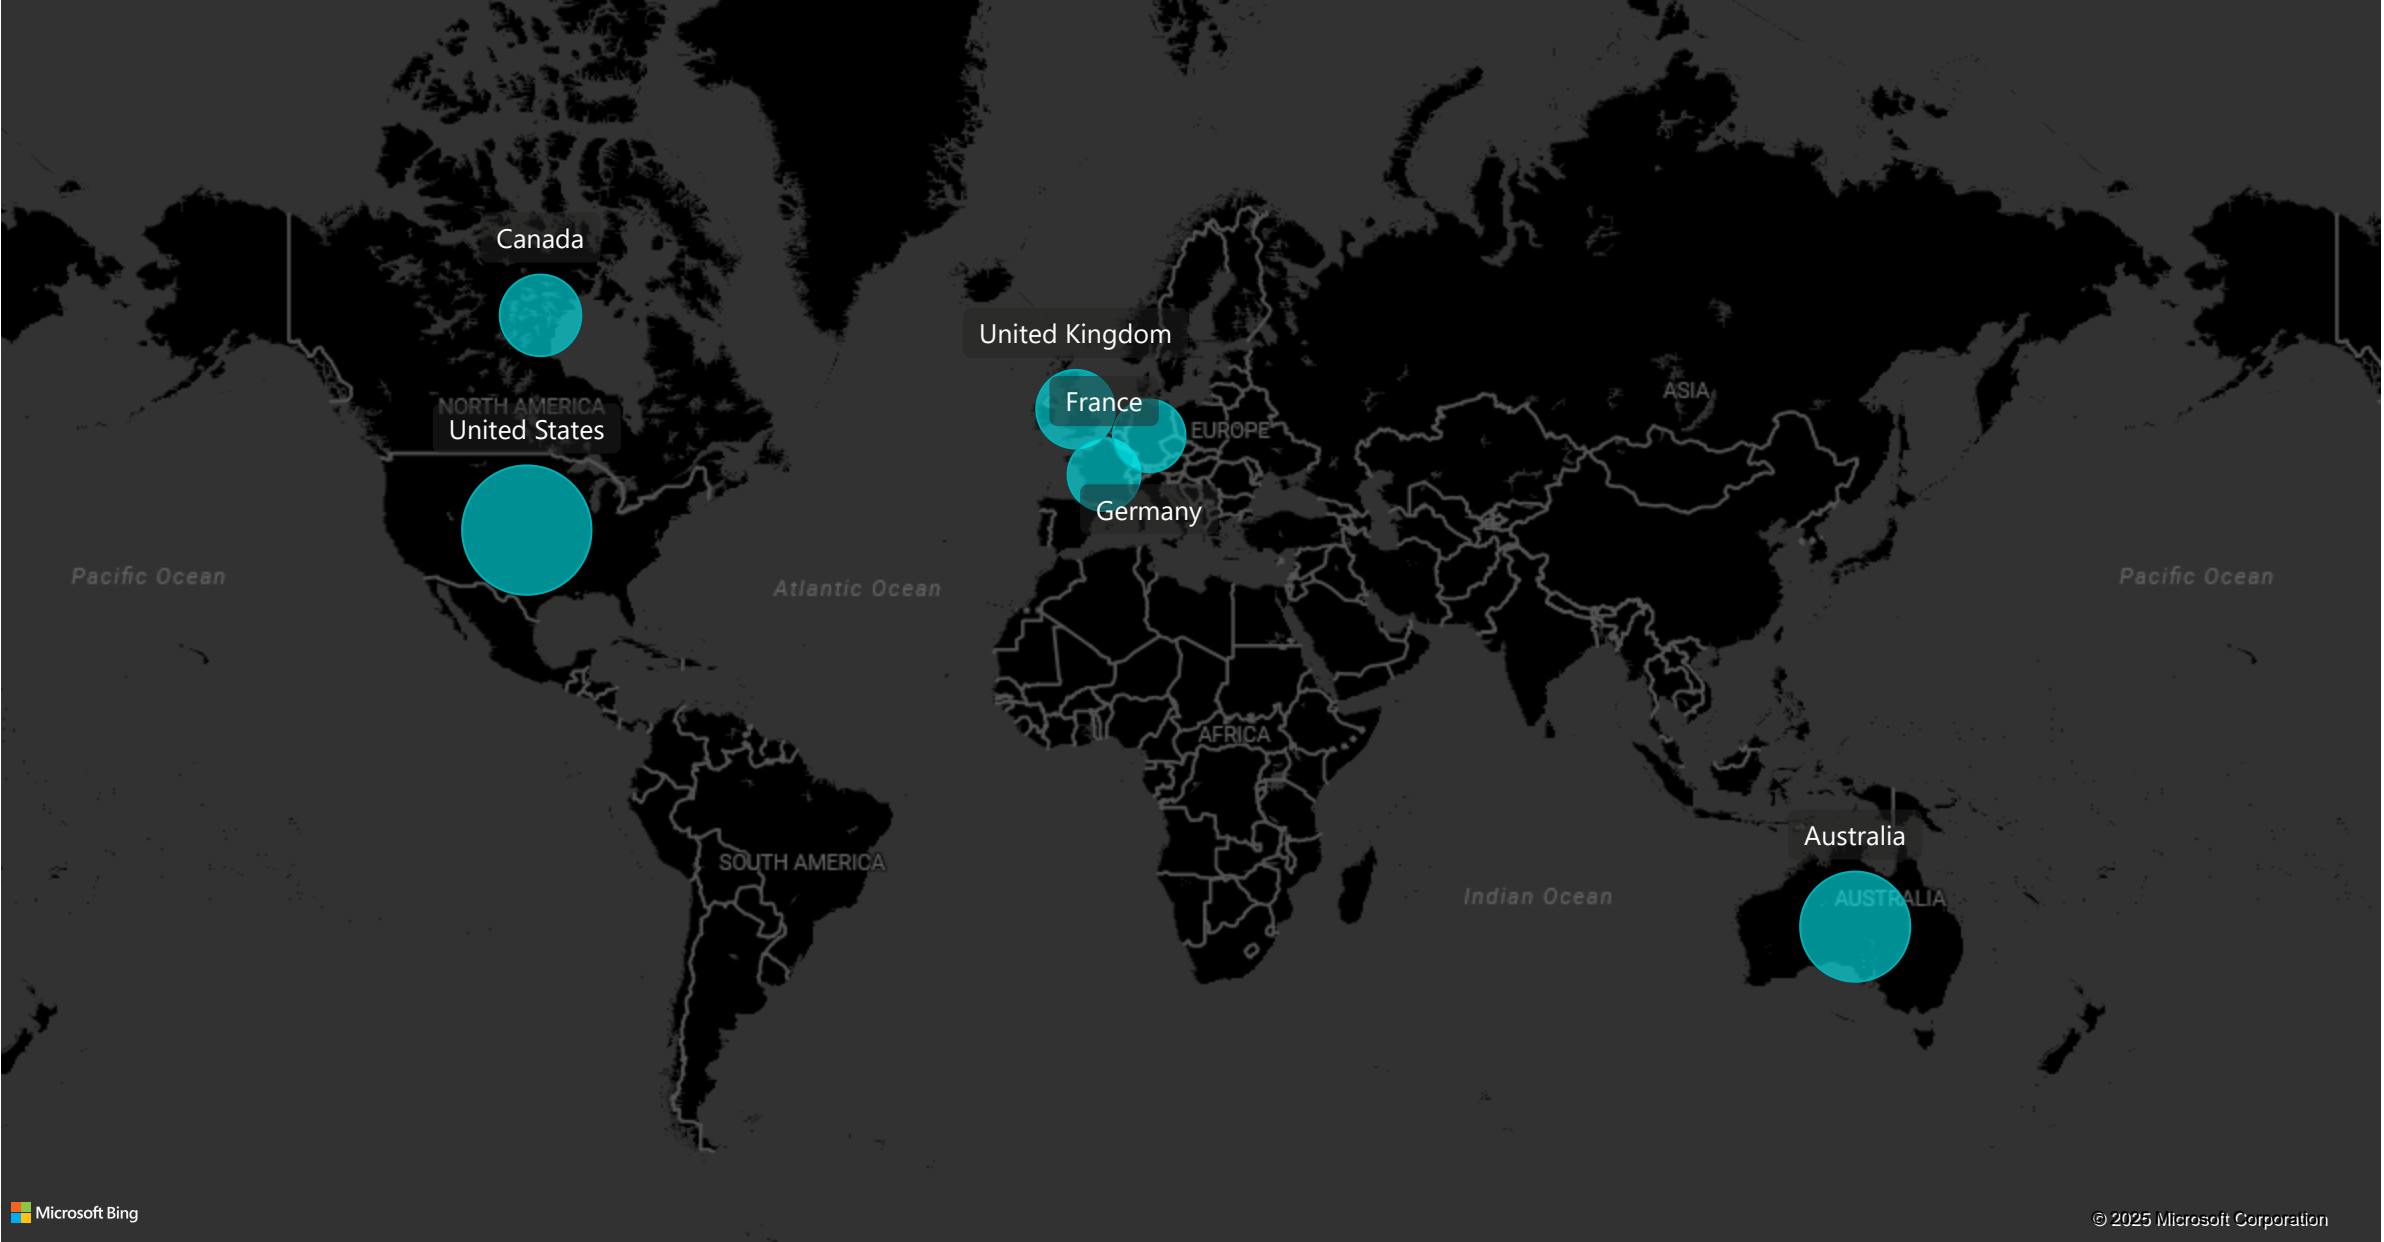 Canada
United Kingdom
ASIA
France
NORTH AMERICA
United States
EUROPE
Germany
Pacific Ocean
Atlantic Ocean
Pacific Ocean
AFRICA
Australia
SOUTH AMERICA
Indian Ocean
AUSTRALIA
Microsoft Bing
© 2025 Microsoft Corporation